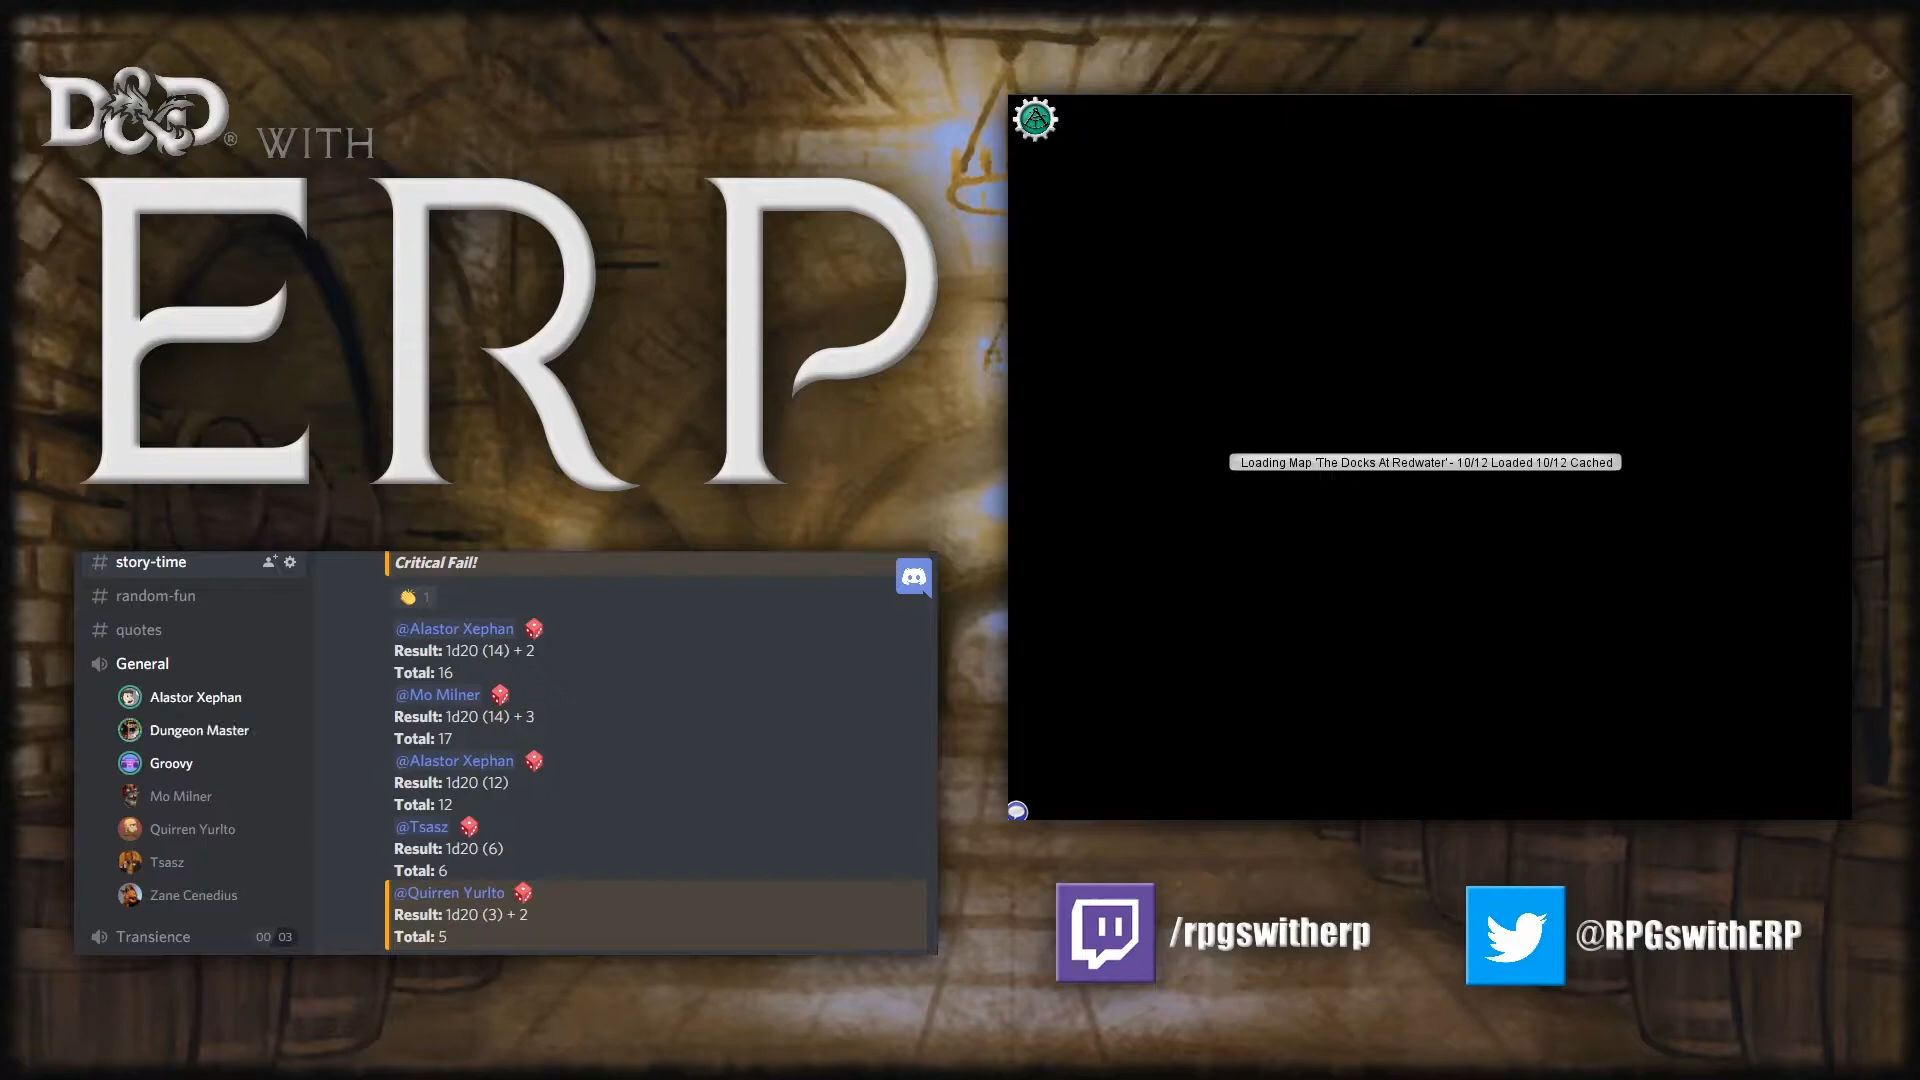 D&D® WITH
ERP
Loading Map 'The Docks At Redwater' - 10/12 Loaded 10/12 Cached
# story-time
# random-fun
# quotes
General
Alastor Xephan
Dungeon Master
Groovy
Mo Milner
Quirren Yurlto
Tsasz
Zane Cenedius
Transience 00 03
Critical Fail!
1
@Alastor Xephan
Result: 1d20 (14) + 2
Total: 16
@Mo Milner
Result: 1d20 (14) + 3
Total: 17
@Alastor Xephan
Result: 1d20 (12)
Total: 12
@Tsasz
Result: 1d20 (6)
Total: 6
@Quirren Yurlto
Result: 1d20 (3) + 2
Total: 5
/rpgswitherp
@RPGswithERP